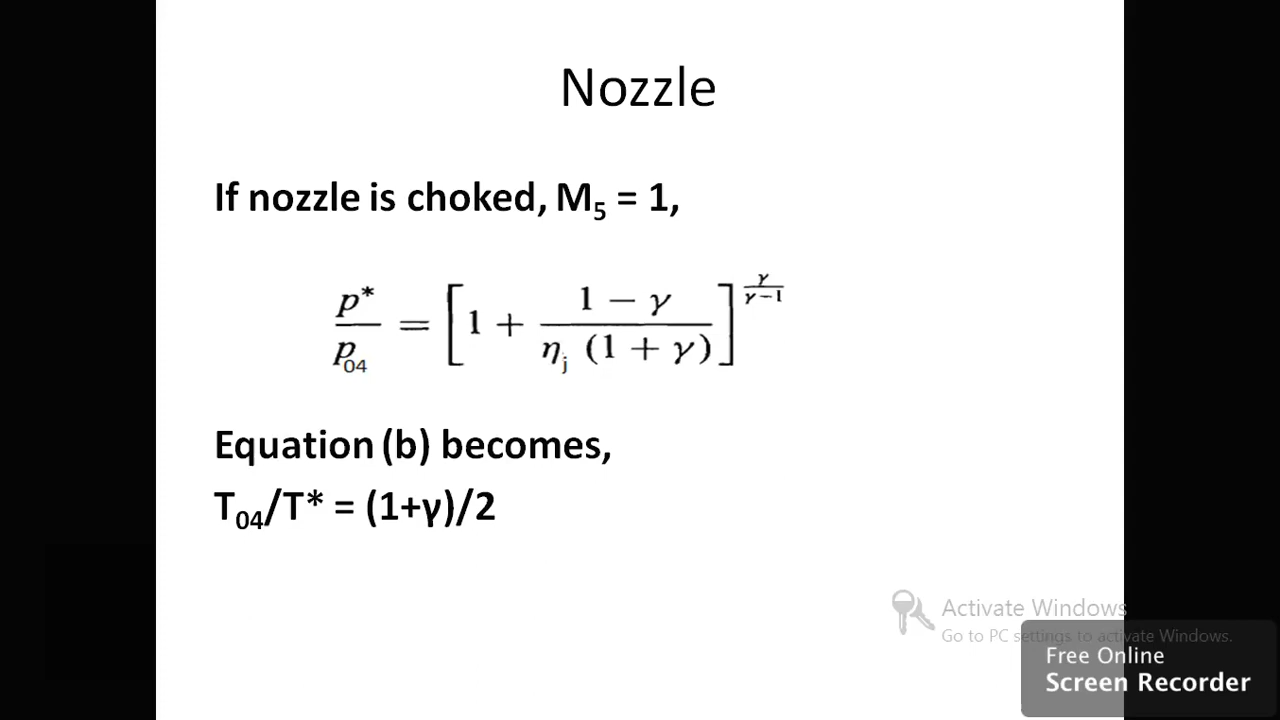 Nozzle
If nozzle is choked, M₅ = 1,
p*/p₀₄ = [1 + (1 − γ)/(ηⱼ (1 + γ))]^(γ/(γ−1))
Equation (b) becomes,
T₀₄/T* = (1+γ)/2
Activate Windows
Go to PC settings to activate Windows.
Free Online
Screen Recorder